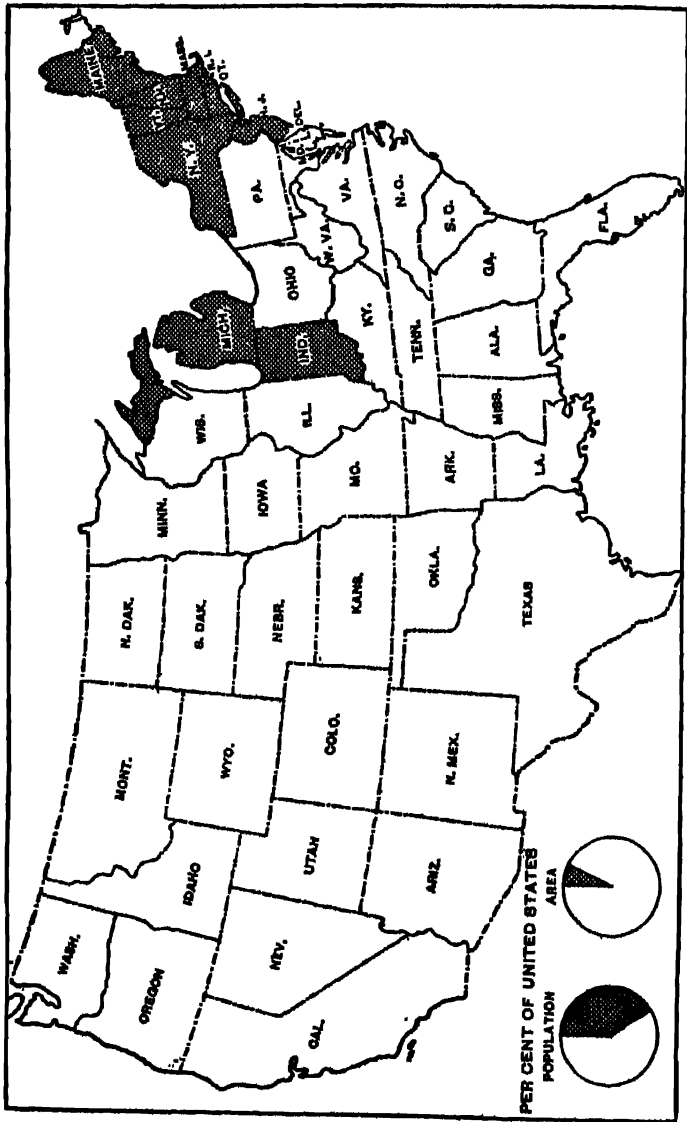 WASH.
OREGON
CAL.
NEV.
IDAHO
MONT.
WYO.
UTAH
ARIZ.
COLO.
N. MEX.
N. DAK.
S. DAK.
NEBR.
KANS.
OKLA.
TEXAS
MINN.
IOWA
MO.
ARK.
LA.
WIS.
ILL.
MICH.
IND.
OHIO
KY.
TENN.
MISS.
ALA.
GA.
FLA.
S. C.
N. C.
VA.
W. VA.
PA.
N. Y.
MAINE
MASS.
R. I.
CT.
N. J.
DEL.
MD.
PER CENT OF UNITED STATES
POPULATION
AREA